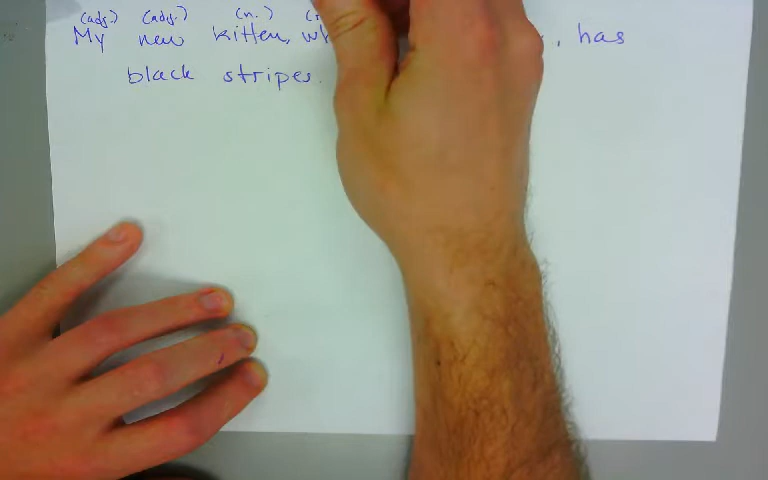 (adj.) (adj.) (n.)
My new kitten, , has
black stripes.